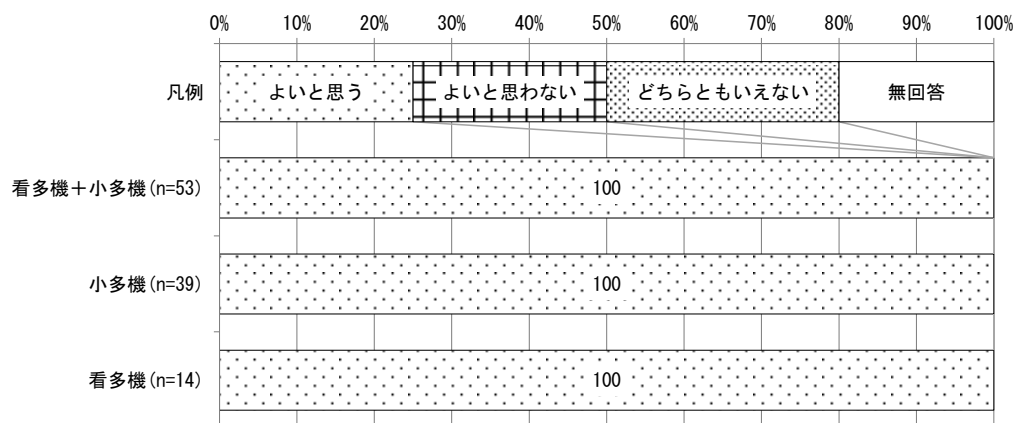 0% 10% 20% 30% 40% 50% 60% 70% 80% 90% 100%
凡例 よいと思う よいと思わない どちらともいえない 無回答
看多機＋小多機(n=53) 100
小多機(n=39) 100
看多機(n=14) 100